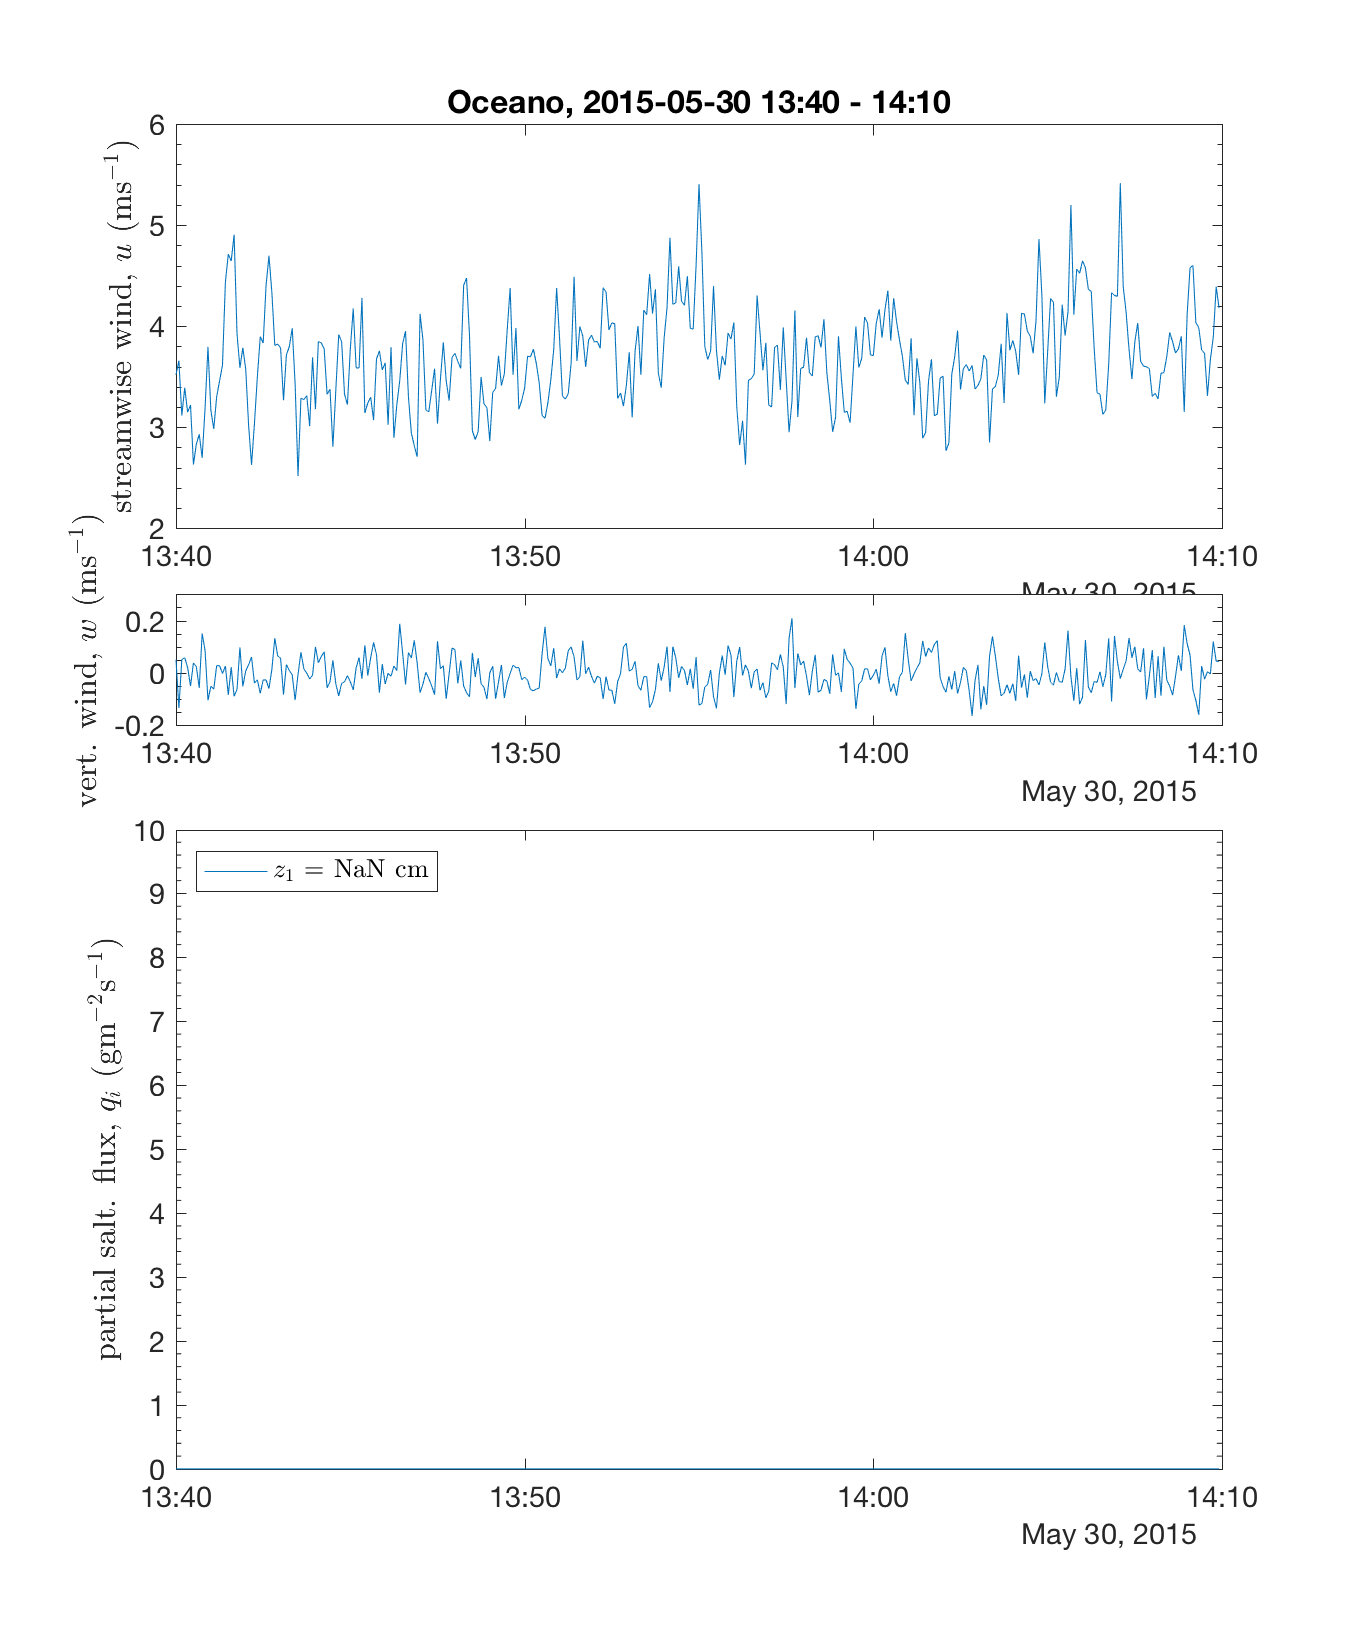 Oceano, 2015-05-30 13:40 - 14:10
streamwise wind, u (ms⁻¹)
6
5
4
3
2
13:40 13:50 14:00 14:10
May 30, 2015
vert. wind, w (ms⁻¹)
0.2
0
-0.2
13:40 13:50 14:00 14:10
May 30, 2015
partial salt. flux, qᵢ (gm⁻²s⁻¹)
10
z₁ = NaN cm
9
8
7
6
5
4
3
2
1
0
13:40 13:50 14:00 14:10
May 30, 2015